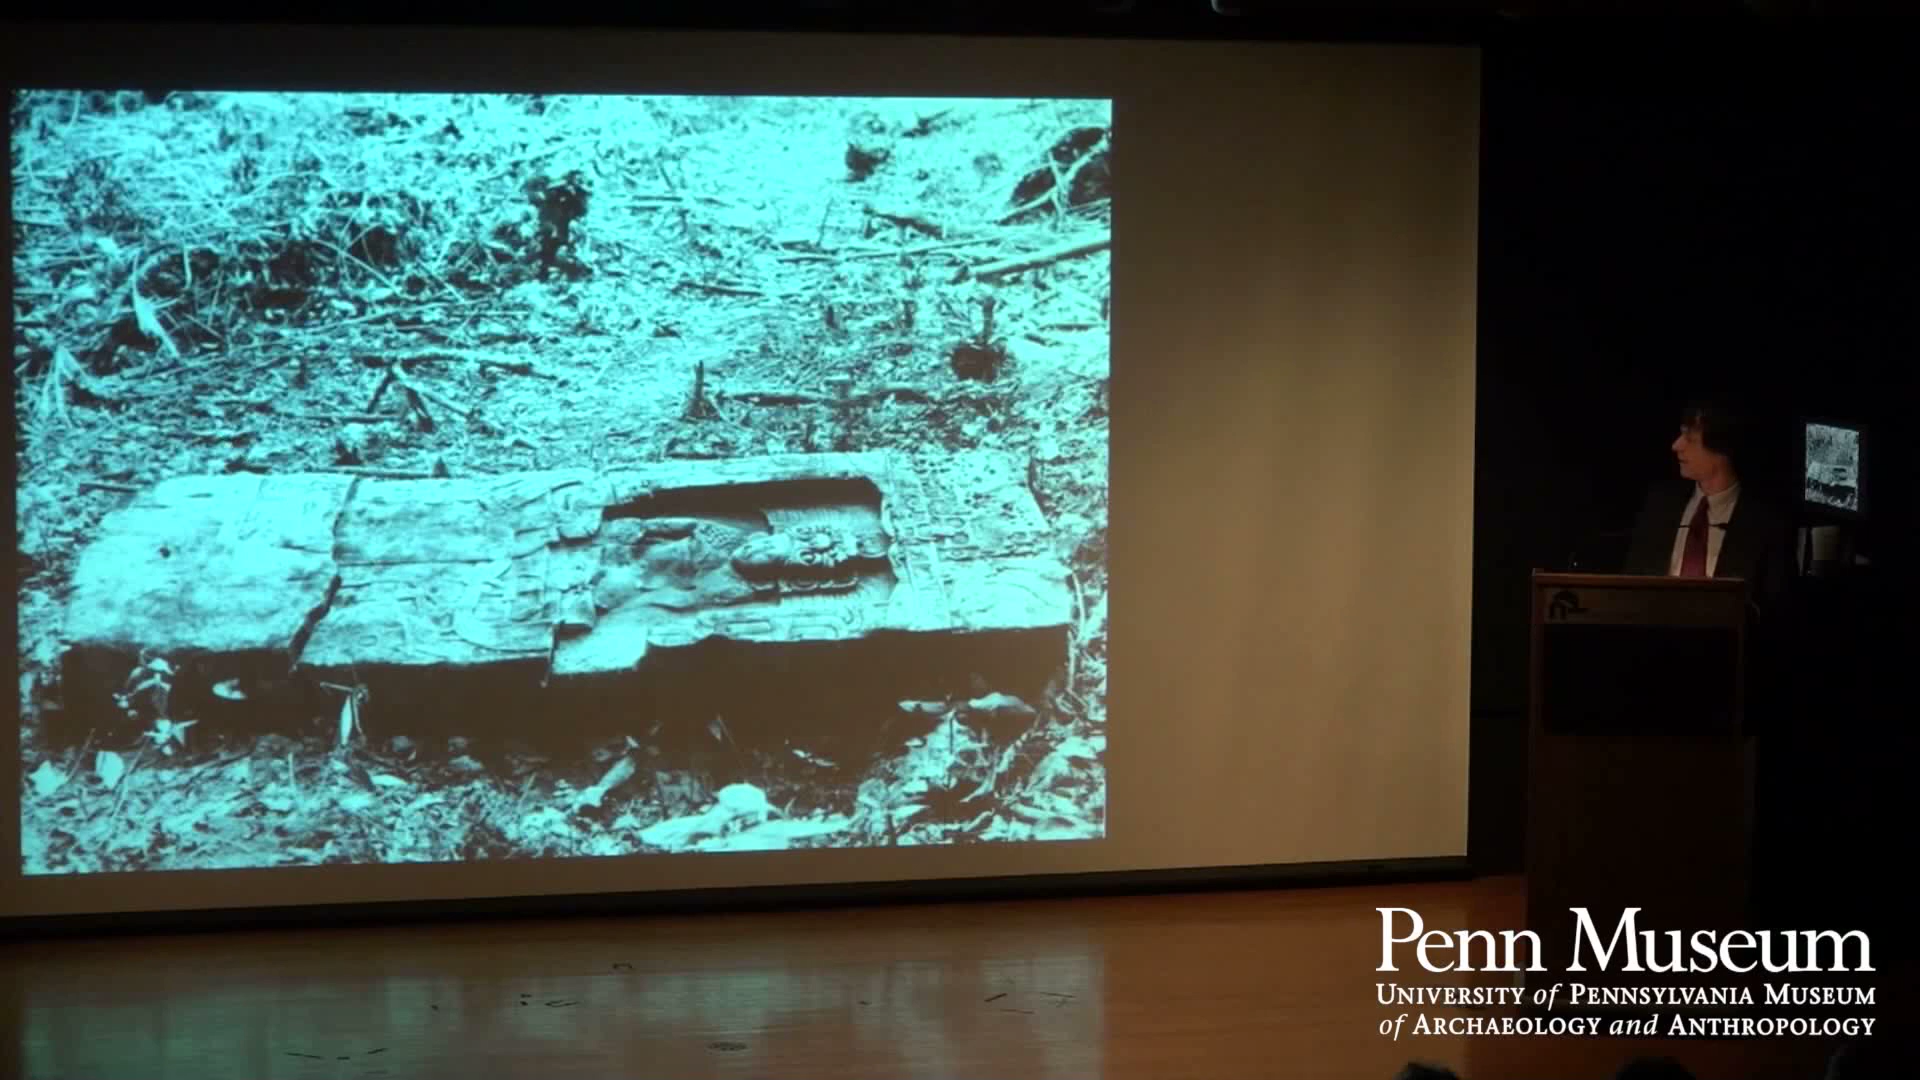 Penn Museum
UNIVERSITY of PENNSYLVANIA MUSEUM
of ARCHAEOLOGY and ANTHROPOLOGY